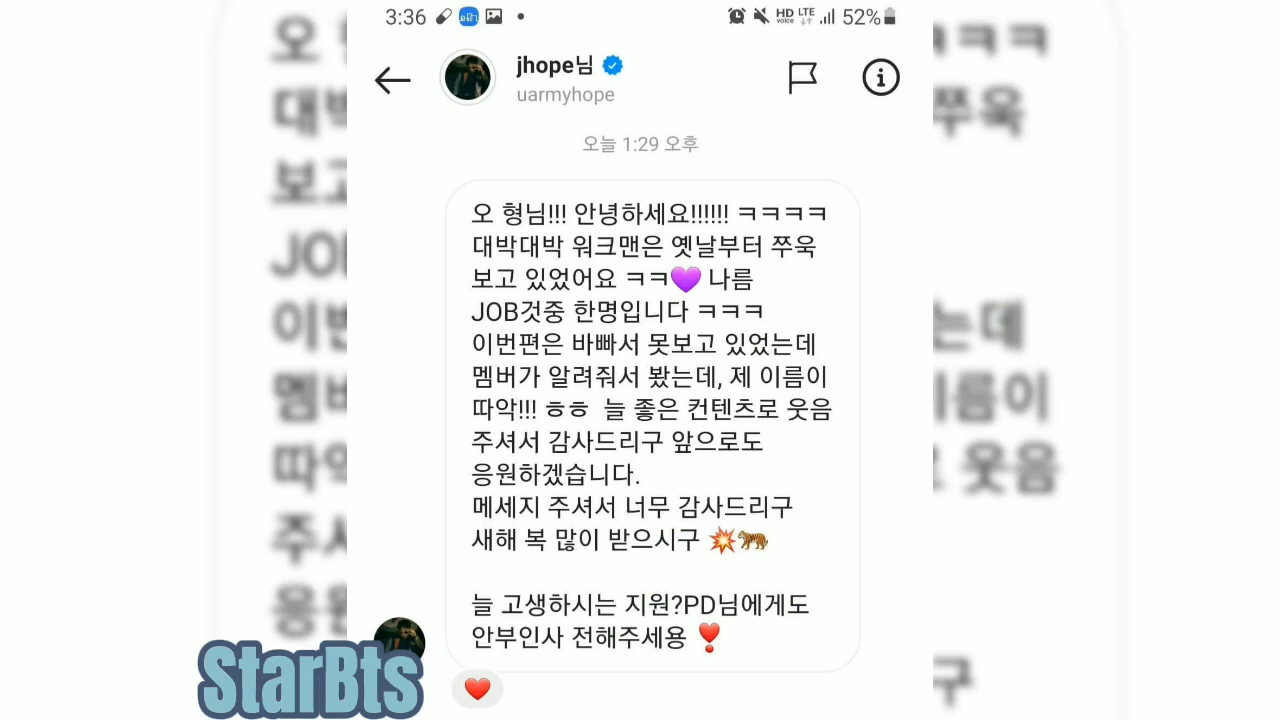 3:36
HD voice LTE 52%
jhope님
uarmyhope
오늘 1:29 오후
오 형님!!! 안녕하세요!!!!!! ㅋㅋㅋㅋ
대박대박 워크맨은 옛날부터 쭈욱
보고 있었어요 ㅋㅋ💜 나름
JOB것중 한명입니다 ㅋㅋㅋ
이번편은 바빠서 못보고 있었는데
멤버가 알려줘서 봤는데, 제 이름이
따악!!! ㅎㅎ 늘 좋은 컨텐츠로 웃음
주셔서 감사드리구 앞으로도
응원하겠습니다.
메세지 주셔서 너무 감사드리구
새해 복 많이 받으시구 💥🐅
늘 고생하시는 지원?PD님에게도
안부인사 전해주세용 ❣️
❤️
StarBts